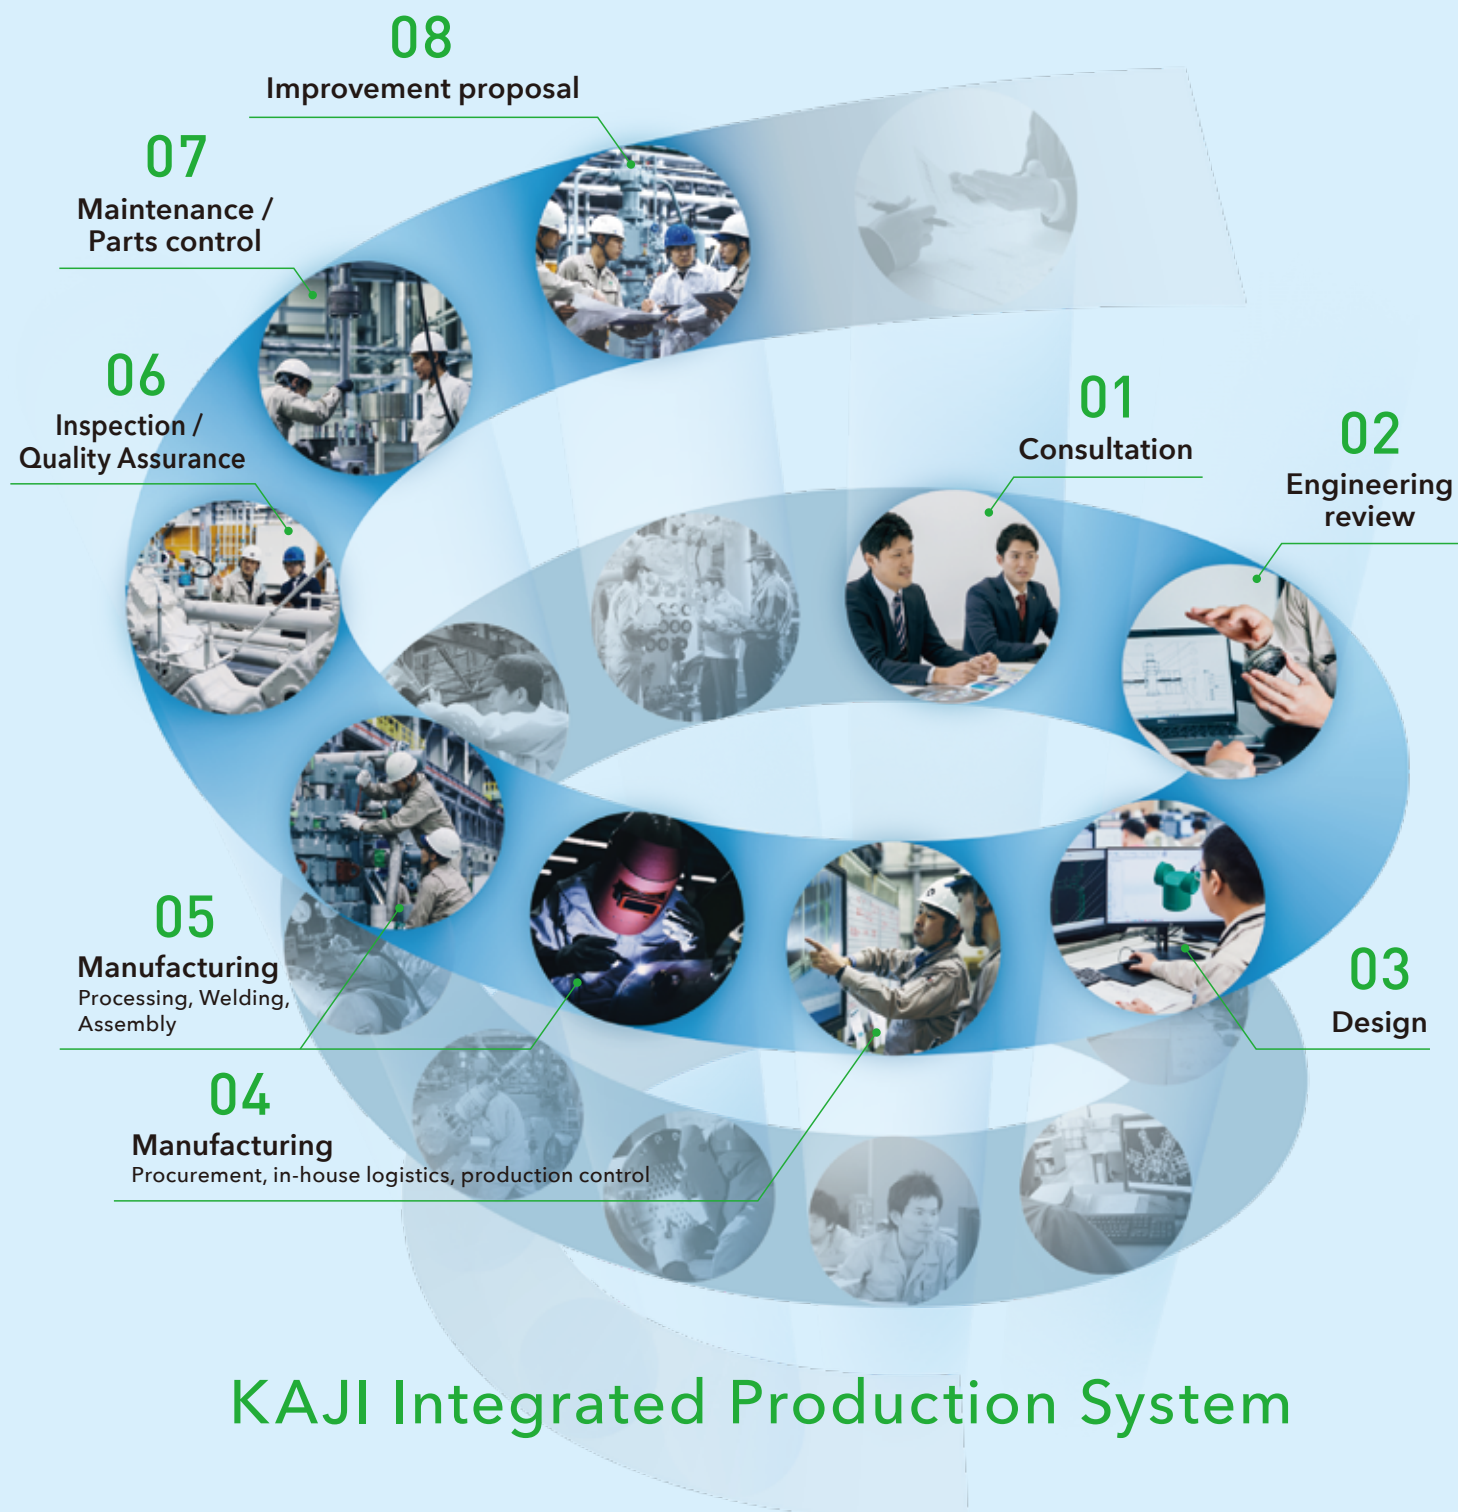 08
Improvement proposal
07
Maintenance /
Parts control
06
Inspection /
Quality Assurance
01
Consultation
02
Engineering
review
05
Manufacturing
Processing, Welding,
Assembly
03
Design
04
Manufacturing
Procurement, in-house logistics, production control
KAJI Integrated Production System